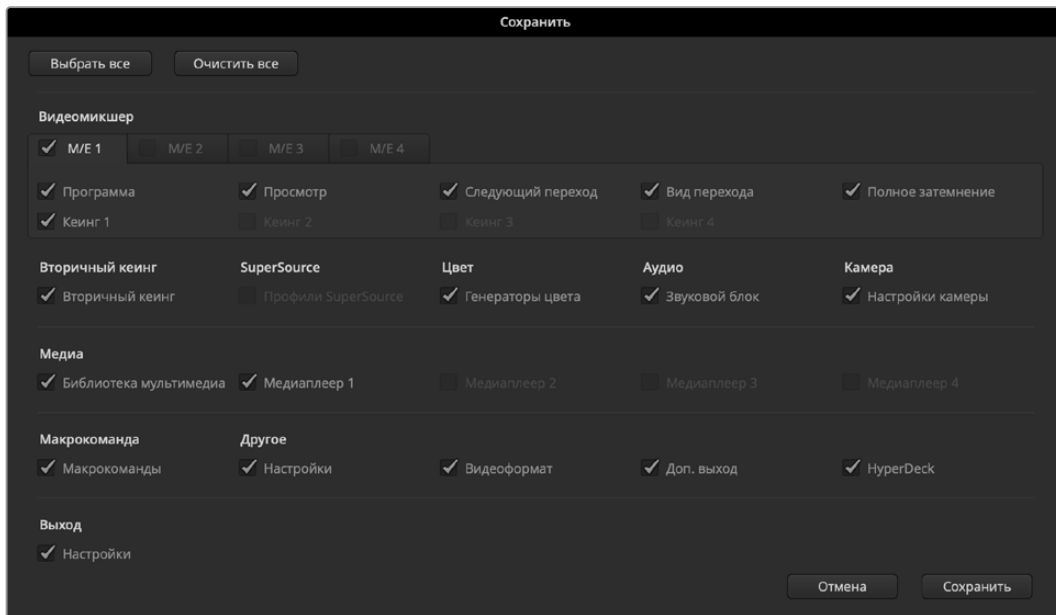 Сохранить
Выбрать все Очистить все
Видеомикшер
M/E 1 M/E 2 M/E 3 M/E 4
Программа Просмотр Следующий переход Вид перехода Полное затемнение
Кеинг 1 Кеинг 2 Кеинг 3 Кеинг 4
Вторичный кеинг SuperSource Цвет Аудио Камера
Вторичный кеинг Профили SuperSource Генераторы цвета Звуковой блок Настройки камеры
Медиа
Библиотека мультимедиа Медиаплеер 1 Медиаплеер 2 Медиаплеер 3 Медиаплеер 4
Макрокоманда Другое
Макрокоманды Настройки Видеоформат Доп. выход HyperDeck
Выход
Настройки
Отмена Сохранить